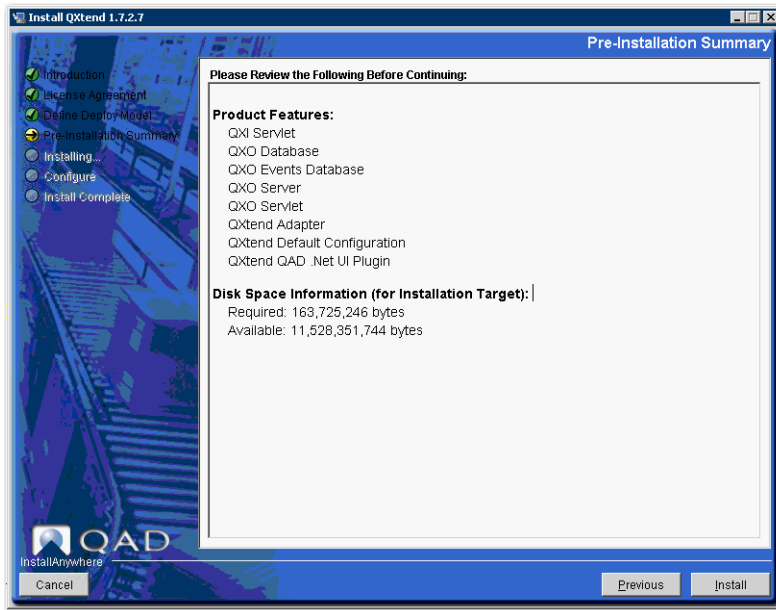 Install QXtend 1.7.2.7
Pre-Installation Summary
Introduction
License Agreement
Define Deploy Model
Pre-Installation Summary
Installing...
Configure
Install Complete
Please Review the Following Before Continuing:
Product Features:
QXI Servlet
QXO Database
QXO Events Database
QXO Server
QXO Servlet
QXtend Adapter
QXtend Default Configuration
QXtend QAD .Net UI Plugin
Disk Space Information (for Installation Target):
Required: 163,725,246 bytes
Available: 11,528,351,744 bytes
QAD
InstallAnywhere
Cancel
Previous
Install